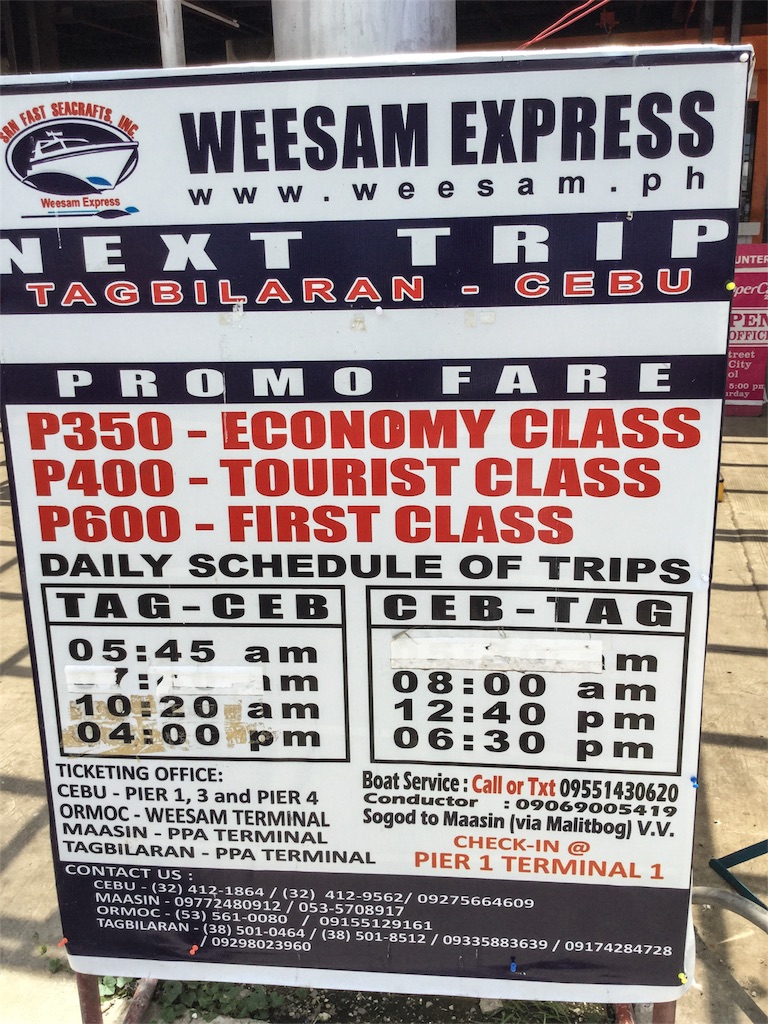 SRN FAST SEACRAFTS, INC.
Weesam Express
WEESAM EXPRESS
www.weesam.ph
NEXT TRIP
TAGBILARAN - CEBU
PROMO FARE
P350 - ECONOMY CLASS
P400 - TOURIST CLASS
P600 - FIRST CLASS
DAILY SCHEDULE OF TRIPS
TAG-CEB
05:45 am
am
10:20 am
04:00 pm
CEB-TAG
m
08:00 am
12:40 pm
06:30 pm
TICKETING OFFICE:
CEBU - PIER 1, 3 and PIER 4
ORMOC - WEESAM TERMINAL
MAASIN - PPA TERMINAL
TAGBILARAN - PPA TERMINAL
Boat Service : Call or Txt 09551430620
Conductor : 09069005419
Sogod to Maasin (via Malitbog) V.V.
CHECK-IN @
PIER 1 TERMINAL 1
CONTACT US :
CEBU - (32) 412-1864 / (32) 412-9562/ 09275664609
MAASIN - 09772480912 / 053-5708917
ORMOC - (53) 561-0080 / 09155129161
TAGBILARAN - (38) 501-0464 / (38) 501-8512 / 09335883639 / 09174284728
/ 09298023960
City
5:00 pm